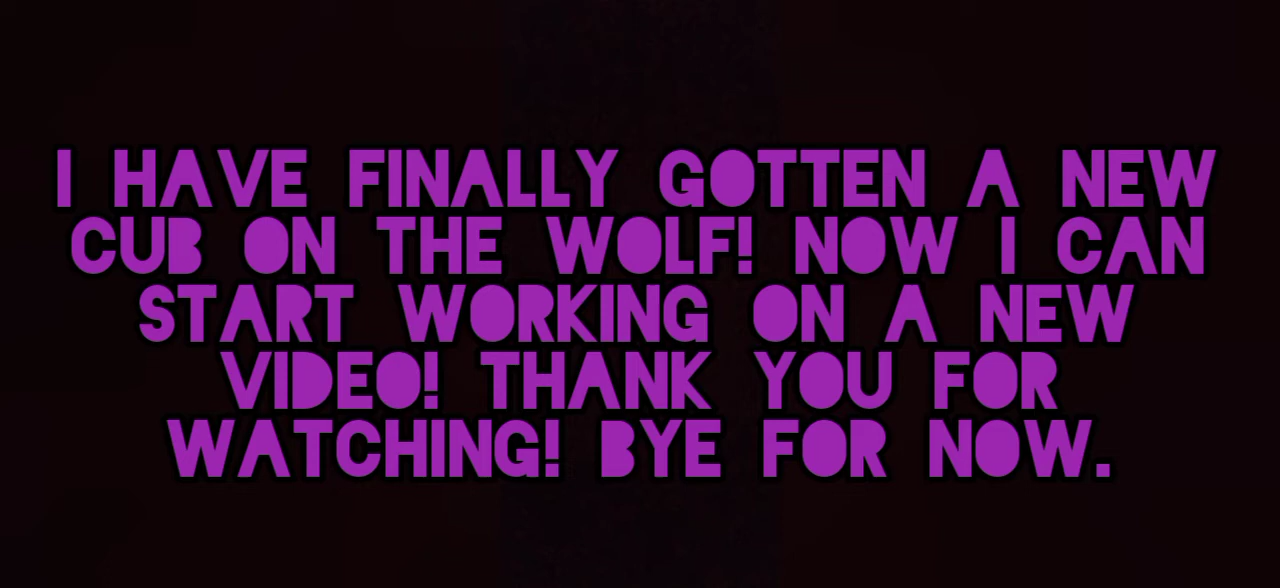 I HAVE FINALLY GOTTEN A NEW
CUB ON THE WOLF! NOW I CAN
START WORKING ON A NEW
VIDEO! THANK YOU FOR
WATCHING! BYE FOR NOW.